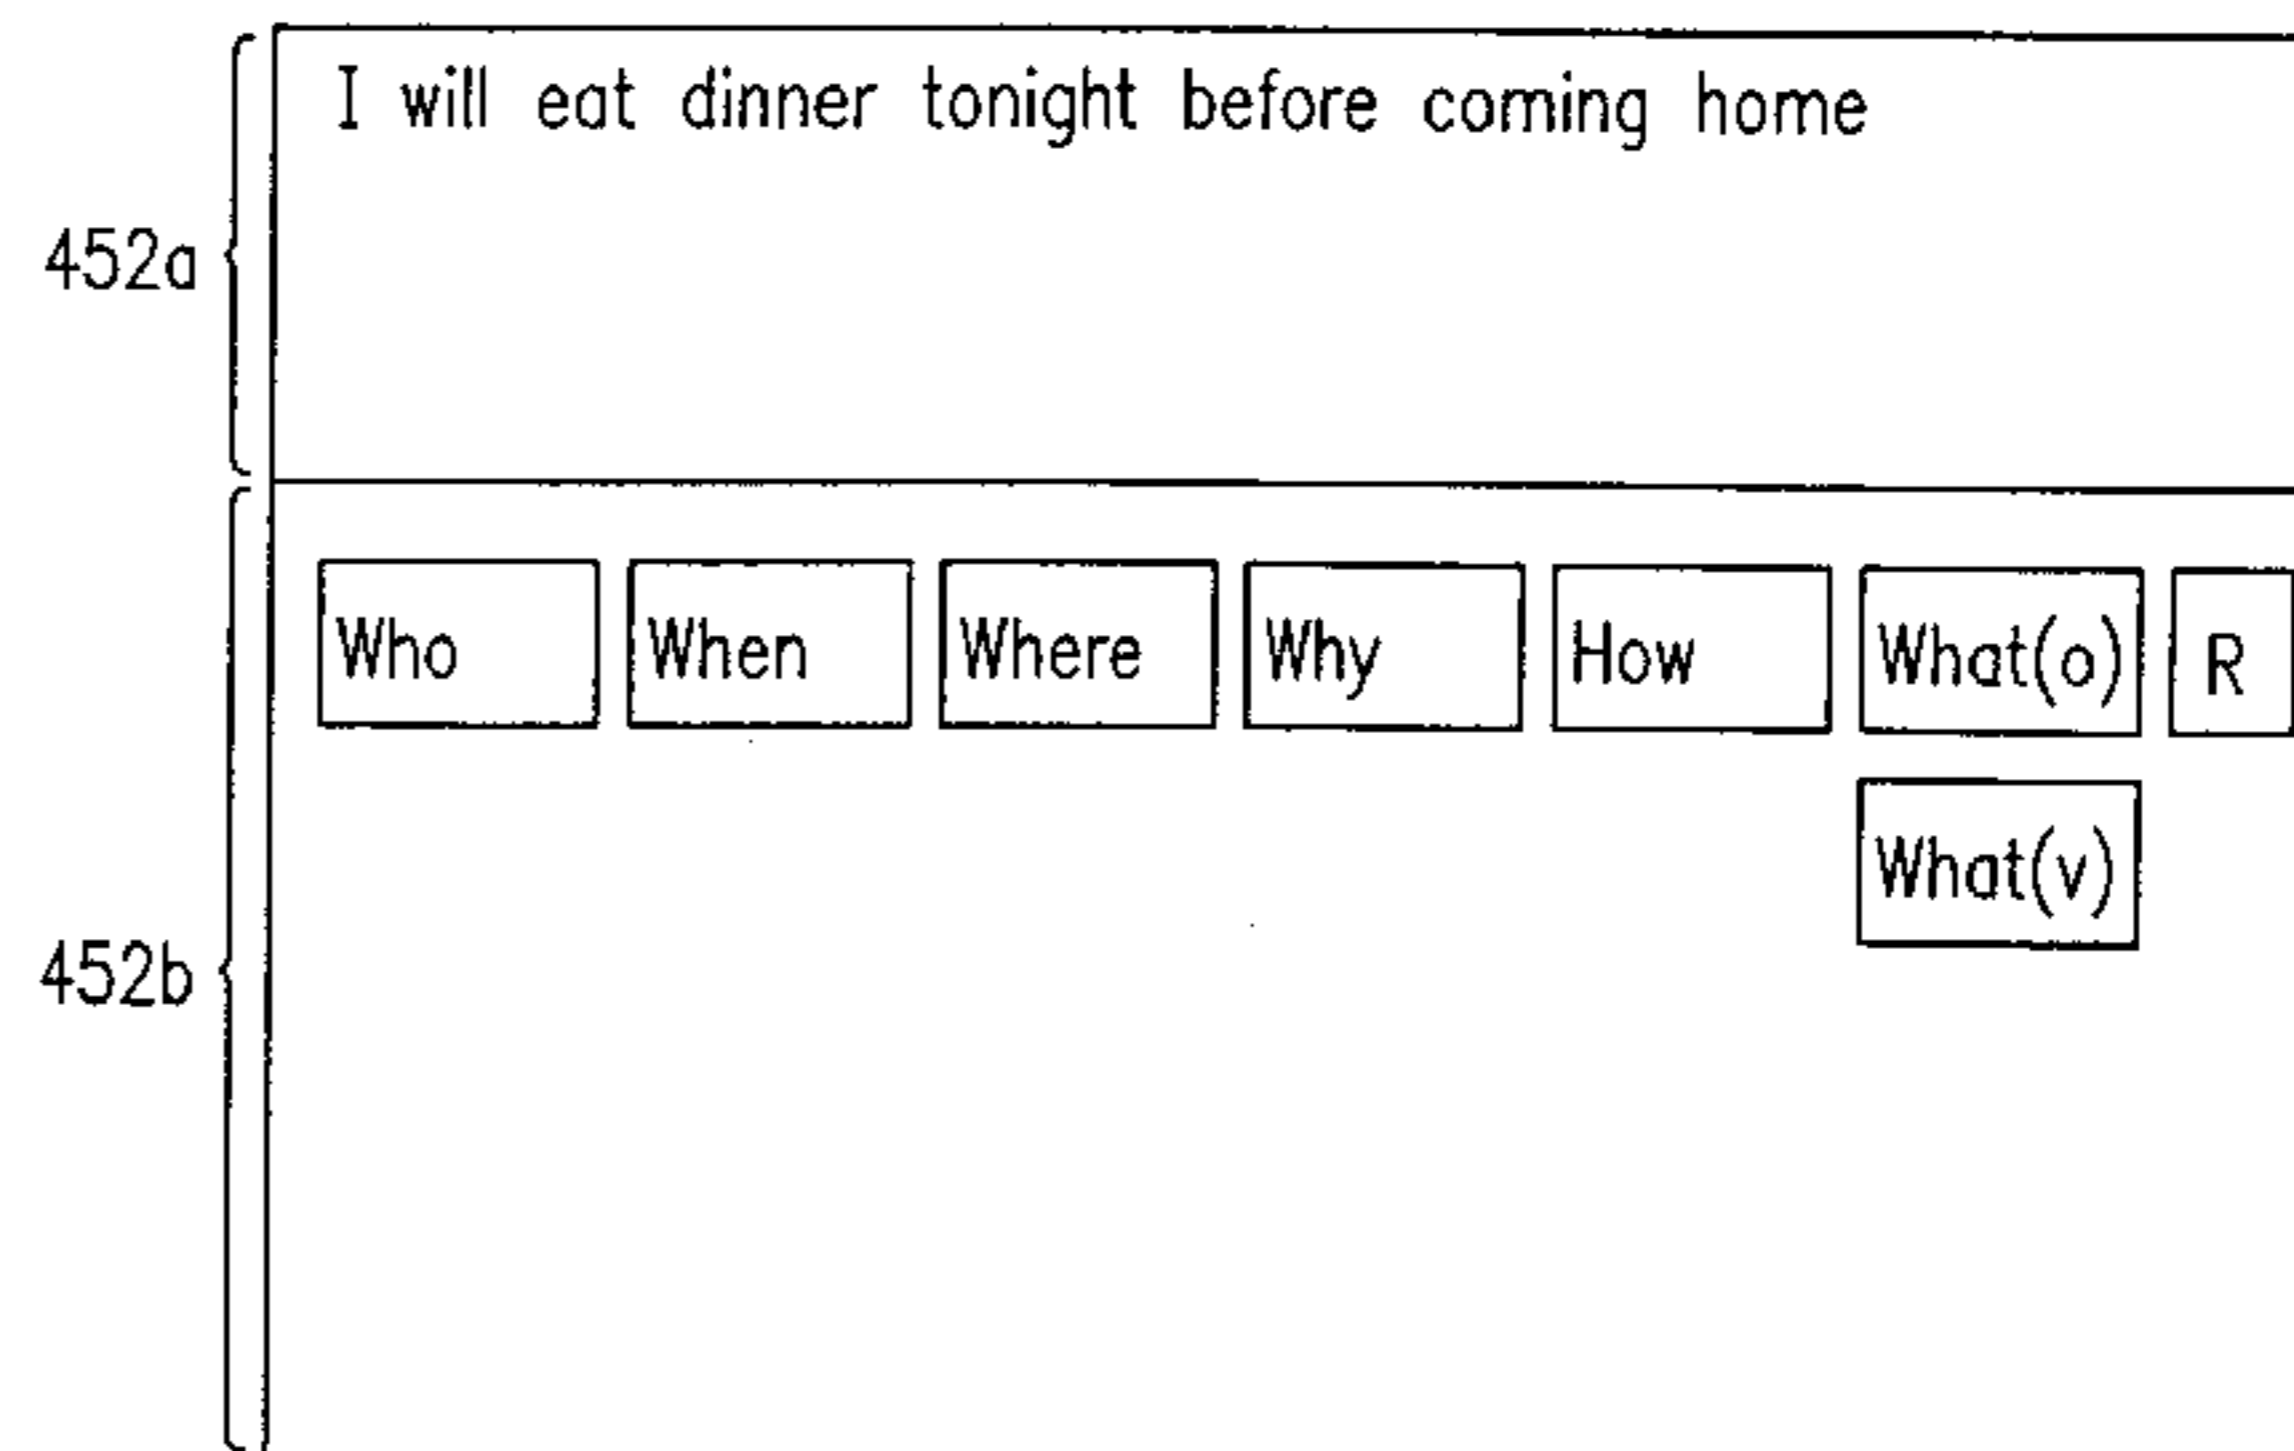 I will eat dinner tonight before coming home
452a
Who When Where Why How What(o) R
What(v)
452b